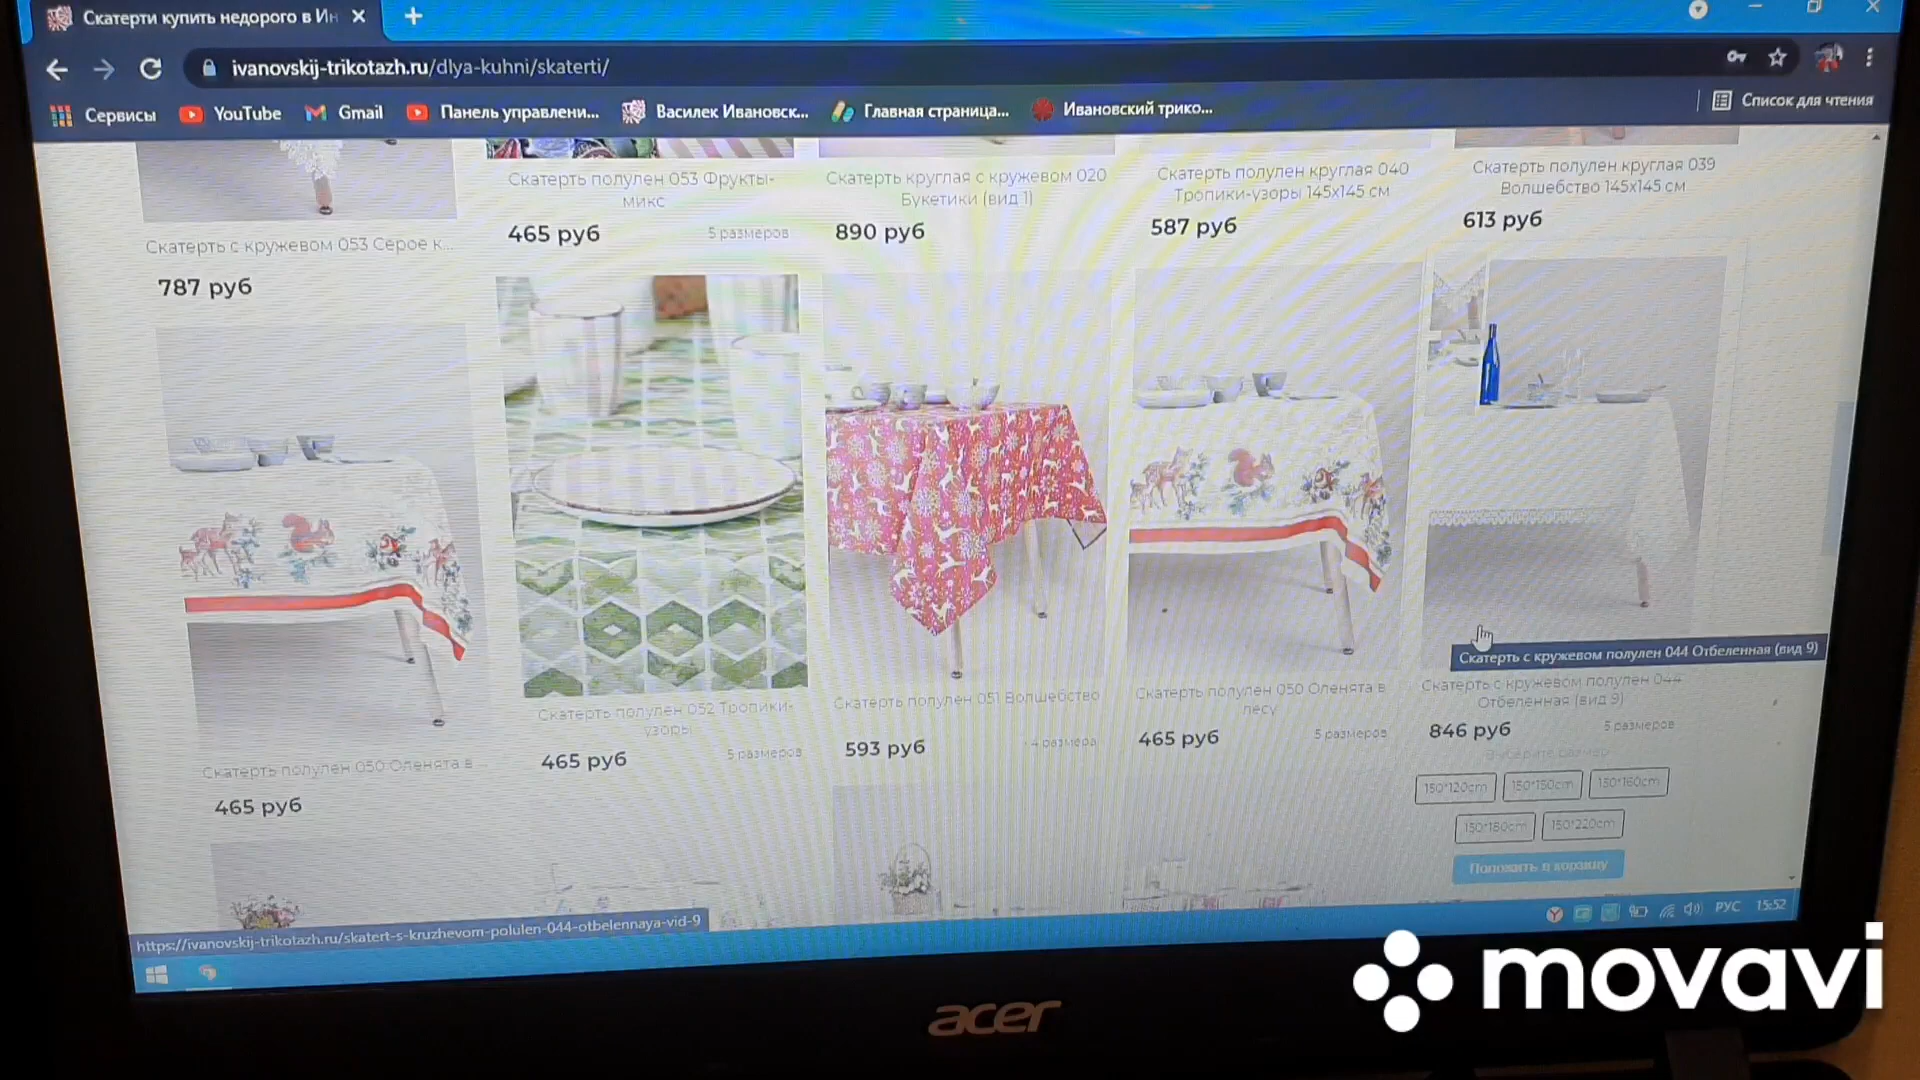 Скатерти купить недорого в Ин
ivanovskij-trikotazh.ru/dlya-kuhni/skaterti/
Сервисы
YouTube
Gmail
Панель управлени...
Василек Ивановск...
Главная страница...
Ивановский трико...
Список для чтения
Скатерть с кружевом 053 Серое к...
787 руб
Скатерть полулен 053 Фрукты-
микс
465 руб
5 размеров
Скатерть круглая с кружевом 020
Букетики (вид 1)
890 руб
Скатерть полулен круглая 040
Тропики-узоры 145х145 см
587 руб
Скатерть полулен круглая 039
Волшебство 145х145 см
613 руб
Скатерть полулен 050 Оленята в ...
465 руб
Скатерть полулен 052 Тропики-
узоры
465 руб
5 размеров
Скатерть полулен 051 Волшебство
593 руб
4 размера
Скатерть полулен 050 Оленята в
лесу
465 руб
5 размеров
Скатерть с кружевом полулен 044 Отбеленная (вид 9)
Скатерть с кружевом полулен 044
Отбеленная (вид 9)
846 руб
5 размеров
Выберите размер
150*120cm
150*150cm
150*160cm
150*180cm
150*220cm
Положить в корзину
https://ivanovskij-trikotazh.ru/skatert-s-kruzhevom-polulen-044-otbelennaya-vid-9
РУС
15:52
acer
movavi